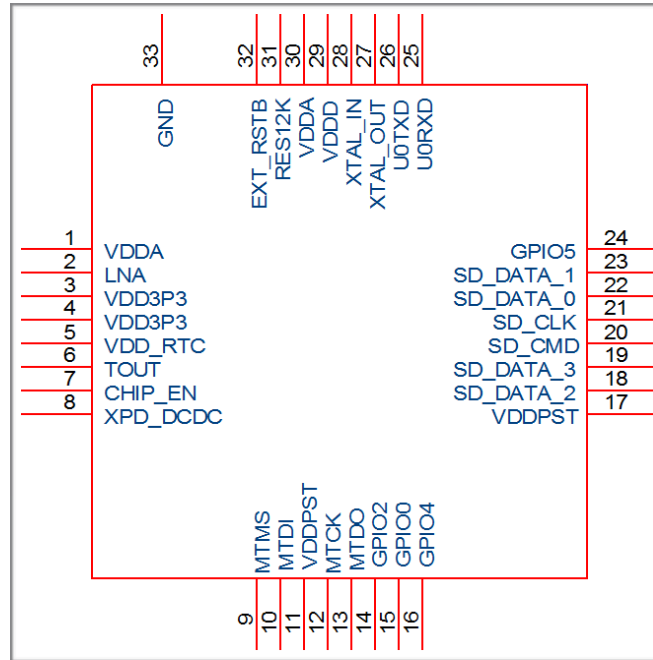 33
32
31
30
29
28
27
26
25
GND
EXT_RSTB
RES12K
VDDA
VDDD
XTAL_IN
XTAL_OUT
U0TXD
U0RXD
1 VDDA
2 LNA
3 VDD3P3
4 VDD3P3
5 VDD_RTC
6 TOUT
7 CHIP_EN
8 XPD_DCDC
GPIO5 24
SD_DATA_1 23
SD_DATA_0 22
SD_CLK 21
SD_CMD 20
SD_DATA_3 19
SD_DATA_2 18
VDDPST 17
MTMS
MTDI
VDDPST
MTCK
MTDO
GPIO2
GPIO0
GPIO4
9
10
11
12
13
14
15
16